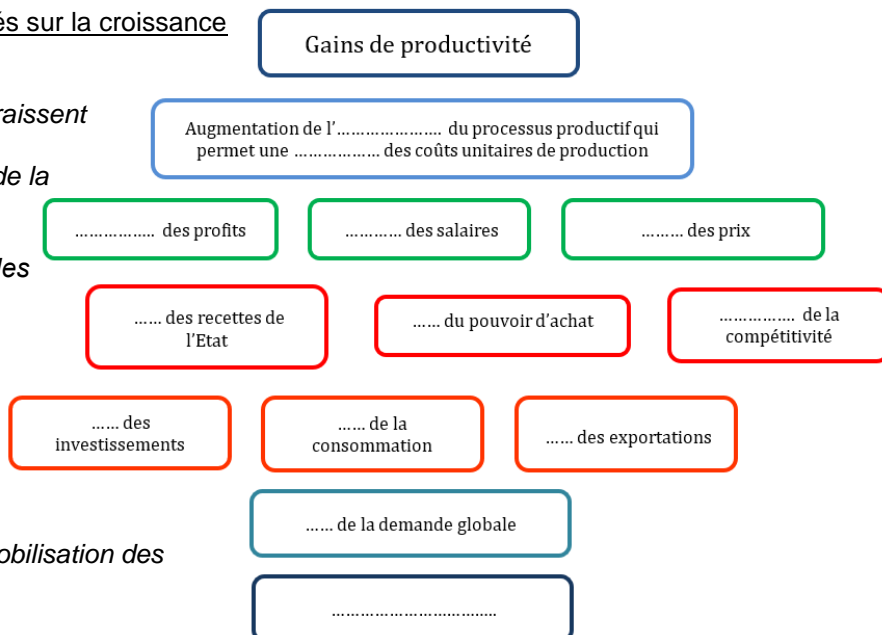 és sur la croissance
Gains de productivité
raissent
Augmentation de l'…………………. du processus productif qui
permet une ……………… des coûts unitaires de production
de la
…………….. des profits
………… des salaires
……… des prix
les
…… des recettes de
l'Etat
…… du pouvoir d'achat
……………. de la
compétitivité
…… des
investissements
…… de la
consommation
…… des exportations
…… de la demande globale
obilisation des
……………………………..